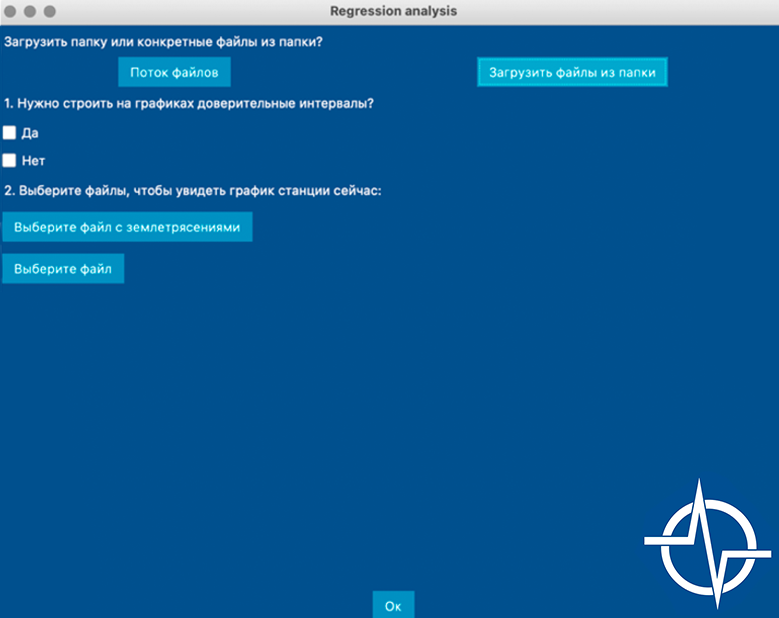 Regression analysis
Загрузить папку или конкретные файлы из папки?
Поток файлов
Загрузить файлы из папки
1. Нужно строить на графиках доверительные интервалы?
Да
Нет
2. Выберите файлы, чтобы увидеть график станции сейчас:
Выберите файл с землетрясениями
Выберите файл
Ок